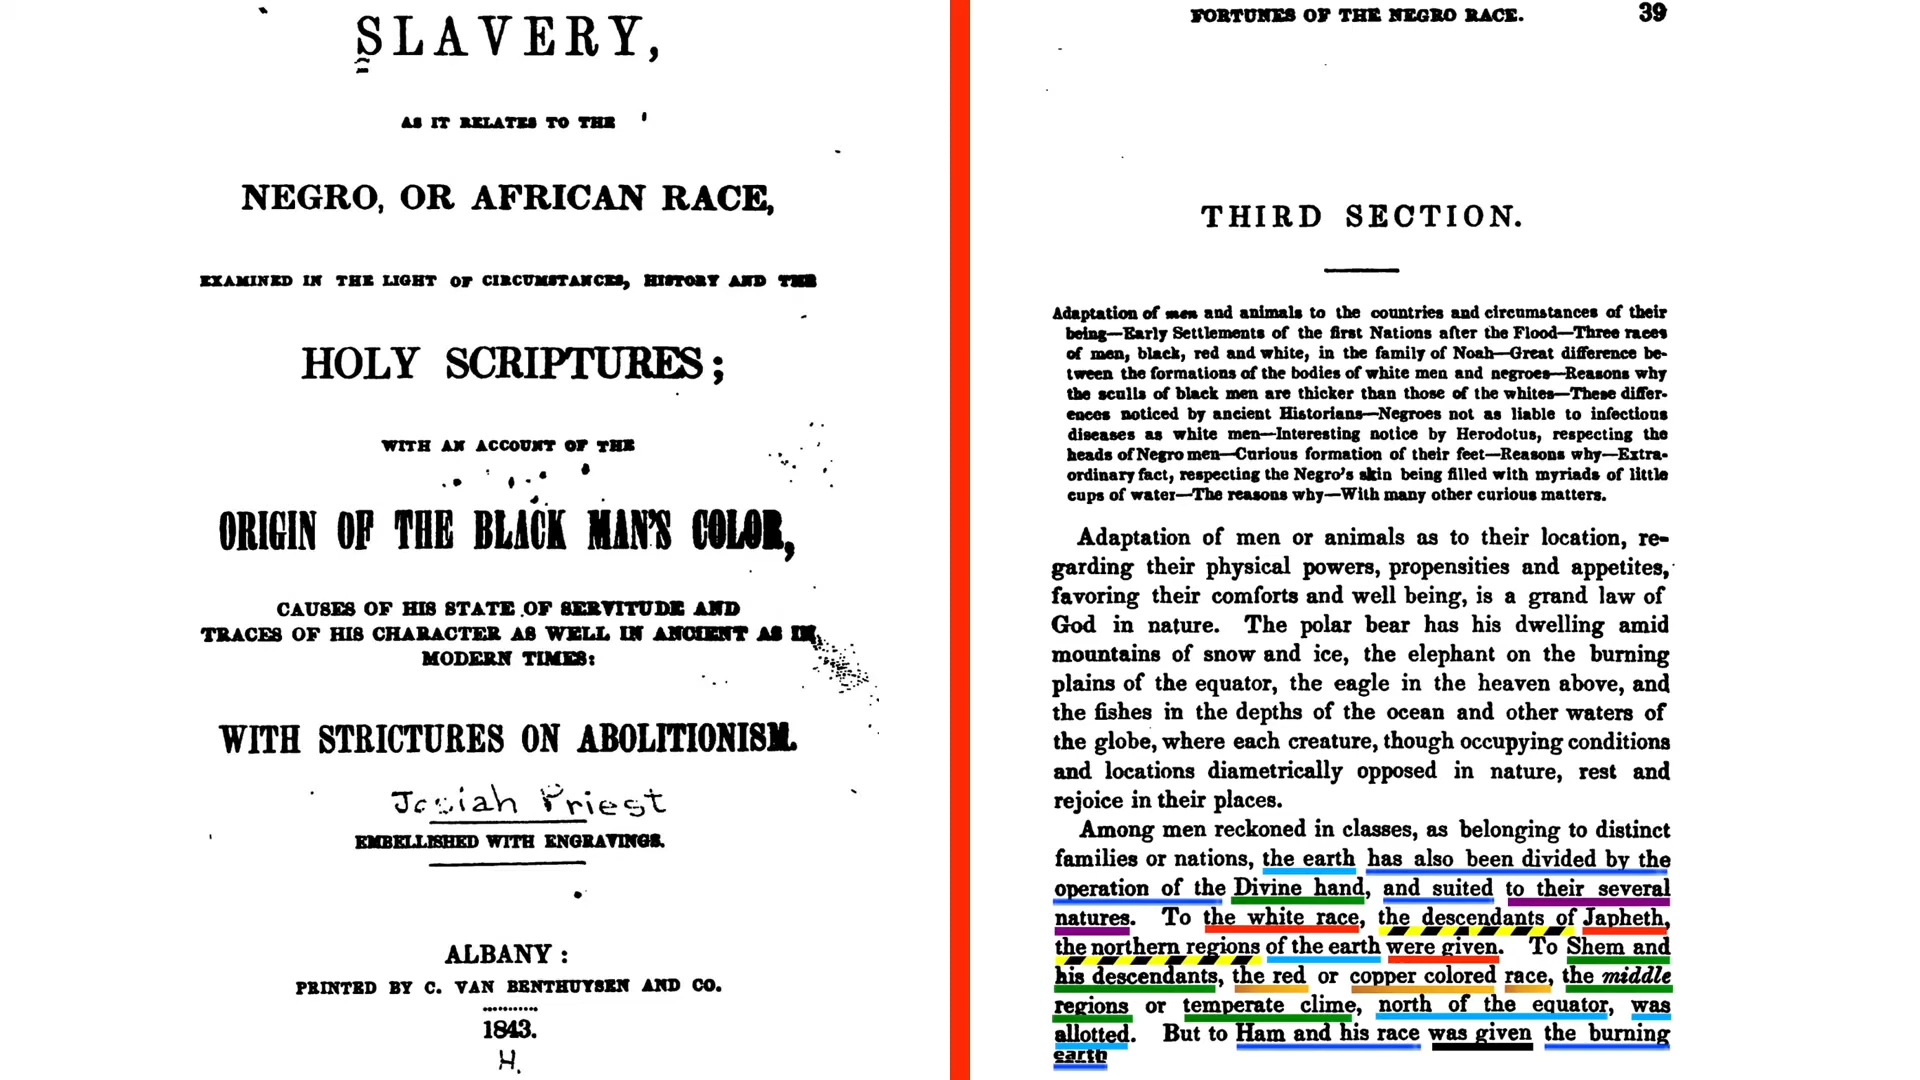 SLAVERY,
AS IT RELATES TO THE
NEGRO, OR AFRICAN RACE,
EXAMINED IN THE LIGHT OF CIRCUMSTANCES, HISTORY AND THE
HOLY SCRIPTURES;
WITH AN ACCOUNT OF THE
ORIGIN OF THE BLACK MAN'S COLOR,
CAUSES OF HIS STATE OF SERVITUDE AND
TRACES OF HIS CHARACTER AS WELL IN ANCIENT AS IN
MODERN TIMES:
WITH STRICTURES ON ABOLITIONISM.
Josiah Priest
EMBELLISHED WITH ENGRAVINGS.
ALBANY:
PRINTED BY C. VAN BENTHUYSEN AND CO.
1843.
H.
FORTUNES OF THE NEGRO RACE. 39
THIRD SECTION.
Adaptation of men and animals to the countries and circumstances of their
being—Early Settlements of the first Nations after the Flood—Three races
of men, black, red and white, in the family of Noah—Great difference be-
tween the formations of the bodies of white men and negroes—Reasons why
the sculls of black men are thicker than those of the whites—These differ-
ences noticed by ancient Historians—Negroes not as liable to infectious
diseases as white men—Interesting notice by Herodotus, respecting the
heads of Negro men—Curious formation of their feet—Reasons why—Extra-
ordinary fact, respecting the Negro's skin being filled with myriads of little
cups of water—The reasons why—With many other curious matters.
Adaptation of men or animals as to their location, re-
garding their physical powers, propensities and appetites,
favoring their comforts and well being, is a grand law of
God in nature. The polar bear has his dwelling amid
mountains of snow and ice, the elephant on the burning
plains of the equator, the eagle in the heaven above, and
the fishes in the depths of the ocean and other waters of
the globe, where each creature, though occupying conditions
and locations diametrically opposed in nature, rest and
rejoice in their places.
Among men reckoned in classes, as belonging to distinct
families or nations, the earth has also been divided by the
operation of the Divine hand, and suited to their several
natures. To the white race, the descendants of Japheth,
the northern regions of the earth were given. To Shem and
his descendants, the red or copper colored race, the middle
regions or temperate clime, north of the equator, was
allotted. But to Ham and his race was given the burning
earth